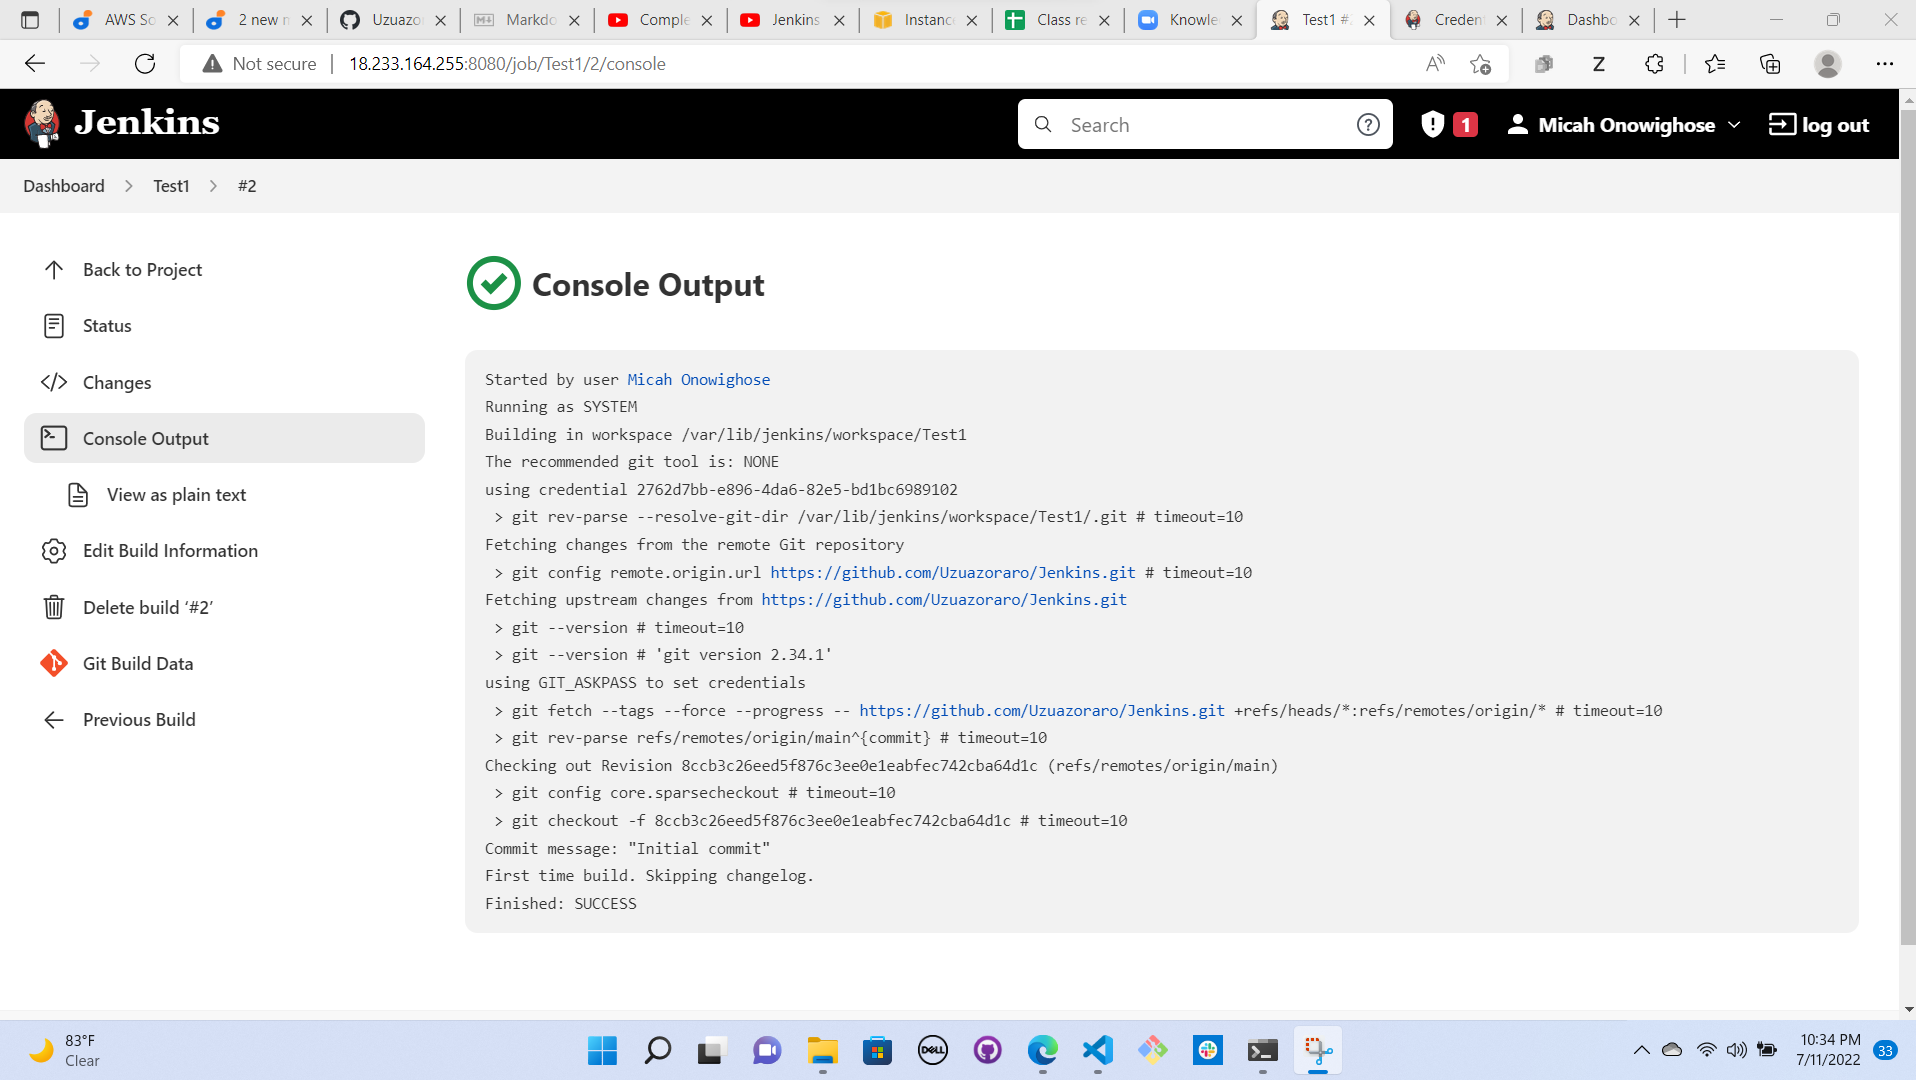 AWS So
2 new n
Uzuazo
Markdo
Comple
Jenkins
Instanc
Class re
Knowle
Test1 #
Creden
Dashbo
Not secure
18.233.164.255:8080/job/Test1/2/console
Jenkins
Search
1
Micah Onowighose
log out
Dashboard
Test1
#2
Back to Project
Status
Changes
Console Output
View as plain text
Edit Build Information
Delete build ‘#2’
Git Build Data
Previous Build
Console Output
Started by user Micah Onowighose
Running as SYSTEM
Building in workspace /var/lib/jenkins/workspace/Test1
The recommended git tool is: NONE
using credential 2762d7bb-e896-4da6-82e5-bd1bc6989102
> git rev-parse --resolve-git-dir /var/lib/jenkins/workspace/Test1/.git # timeout=10
Fetching changes from the remote Git repository
> git config remote.origin.url https://github.com/Uzuazoraro/Jenkins.git # timeout=10
Fetching upstream changes from https://github.com/Uzuazoraro/Jenkins.git
> git --version # timeout=10
> git --version # 'git version 2.34.1'
using GIT_ASKPASS to set credentials
> git fetch --tags --force --progress -- https://github.com/Uzuazoraro/Jenkins.git +refs/heads/*:refs/remotes/origin/* # timeout=10
> git rev-parse refs/remotes/origin/main^{commit} # timeout=10
Checking out Revision 8ccb3c26eed5f876c3ee0e1eabfec742cba64d1c (refs/remotes/origin/main)
> git config core.sparsecheckout # timeout=10
> git checkout -f 8ccb3c26eed5f876c3ee0e1eabfec742cba64d1c # timeout=10
Commit message: "Initial commit"
First time build. Skipping changelog.
Finished: SUCCESS
83°F
Clear
DELL
10:34 PM
7/11/2022
33